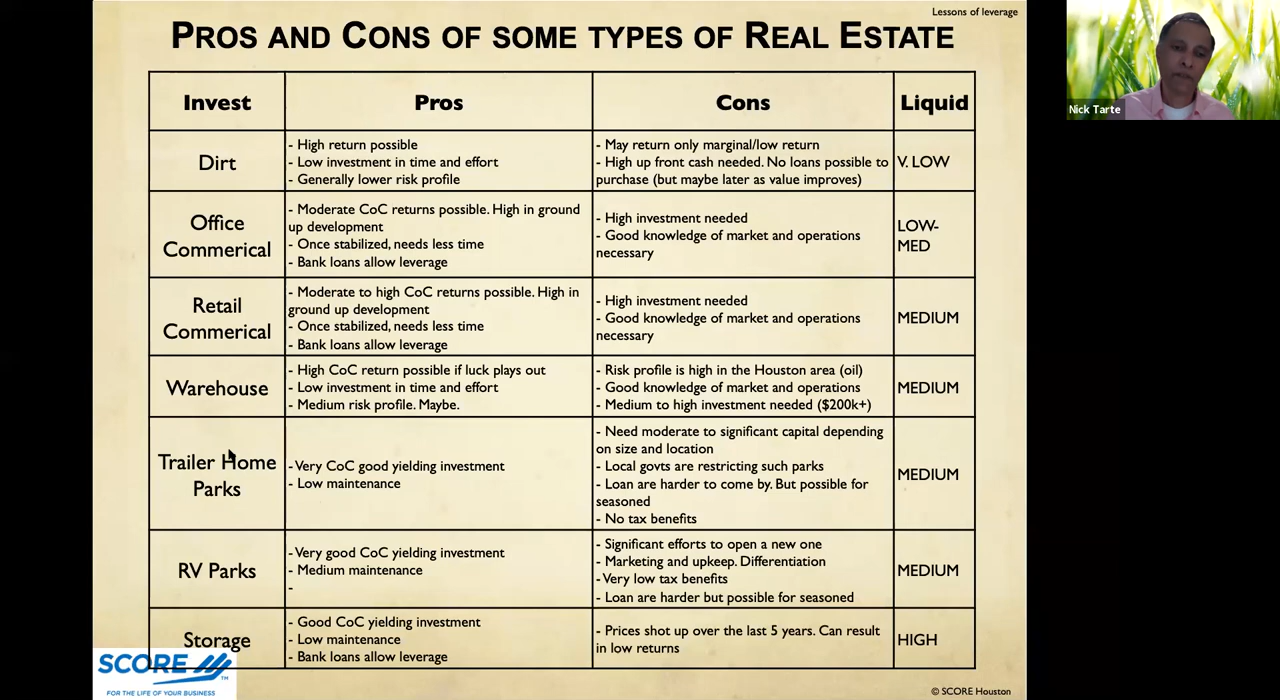 Lessons of leverage
PROS AND CONS OF SOME TYPES OF REAL ESTATE
Invest
Pros
Cons
Liquid
Dirt
- High return possible
- Low investment in time and effort
- Generally lower risk profile
- May return only marginal/low return
- High up front cash needed. No loans possible to
purchase (but maybe later as value improves)
V. LOW
Office
Commerical
- Moderate CoC returns possible. High in ground
up development
- Once stabilized, needs less time
- Bank loans allow leverage
- High investment needed
- Good knowledge of market and operations
necessary
LOW-
MED
Retail
Commerical
- Moderate to high CoC returns possible. High in
ground up development
- Once stabilized, needs less time
- Bank loans allow leverage
- High investment needed
- Good knowledge of market and operations
necessary
MEDIUM
Warehouse
- High CoC return possible if luck plays out
- Low investment in time and effort
- Medium risk profile. Maybe.
- Risk profile is high in the Houston area (oil)
- Good knowledge of market and operations
- Medium to high investment needed ($200k+)
MEDIUM
Trailer Home
Parks
- Very CoC good yielding investment
- Low maintenance
- Need moderate to significant capital depending
on size and location
- Local govts are restricting such parks
- Loan are harder to come by. But possible for
seasoned
- No tax benefits
MEDIUM
RV Parks
- Very good CoC yielding investment
- Medium maintenance
-
- Significant efforts to open a new one
- Marketing and upkeep. Differentiation
- Very low tax benefits
- Loan are harder but possible for seasoned
MEDIUM
Storage
- Good CoC yielding investment
- Low maintenance
- Bank loans allow leverage
- Prices shot up over the last 5 years. Can result
in low returns
HIGH
SCORE TM
FOR THE LIFE OF YOUR BUSINESS
© SCORE Houston
Nick Tarte